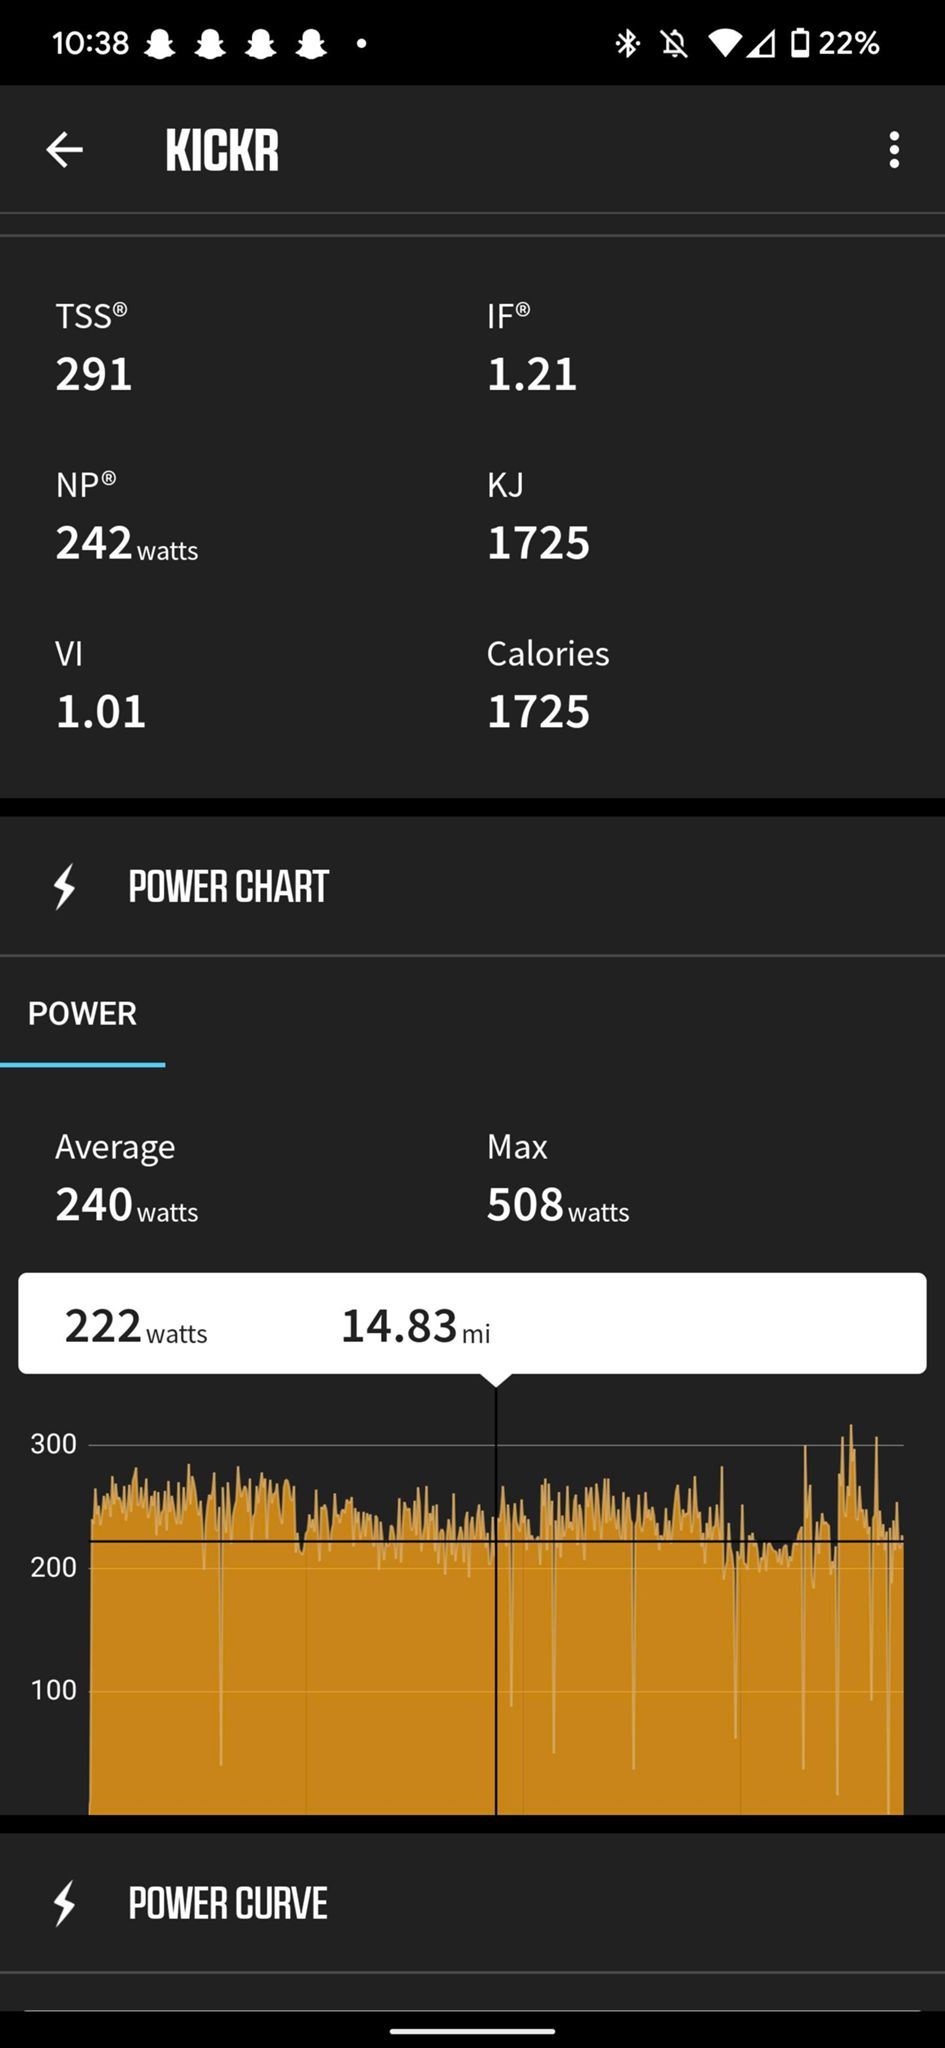 10:38 22%
KICKR
TSS® IF®
291 1.21
NP® KJ
242 watts 1725
VI Calories
1.01 1725
POWER CHART
POWER
Average Max
240 watts 508 watts
222 watts 14.83 mi
300
200
100
POWER CURVE